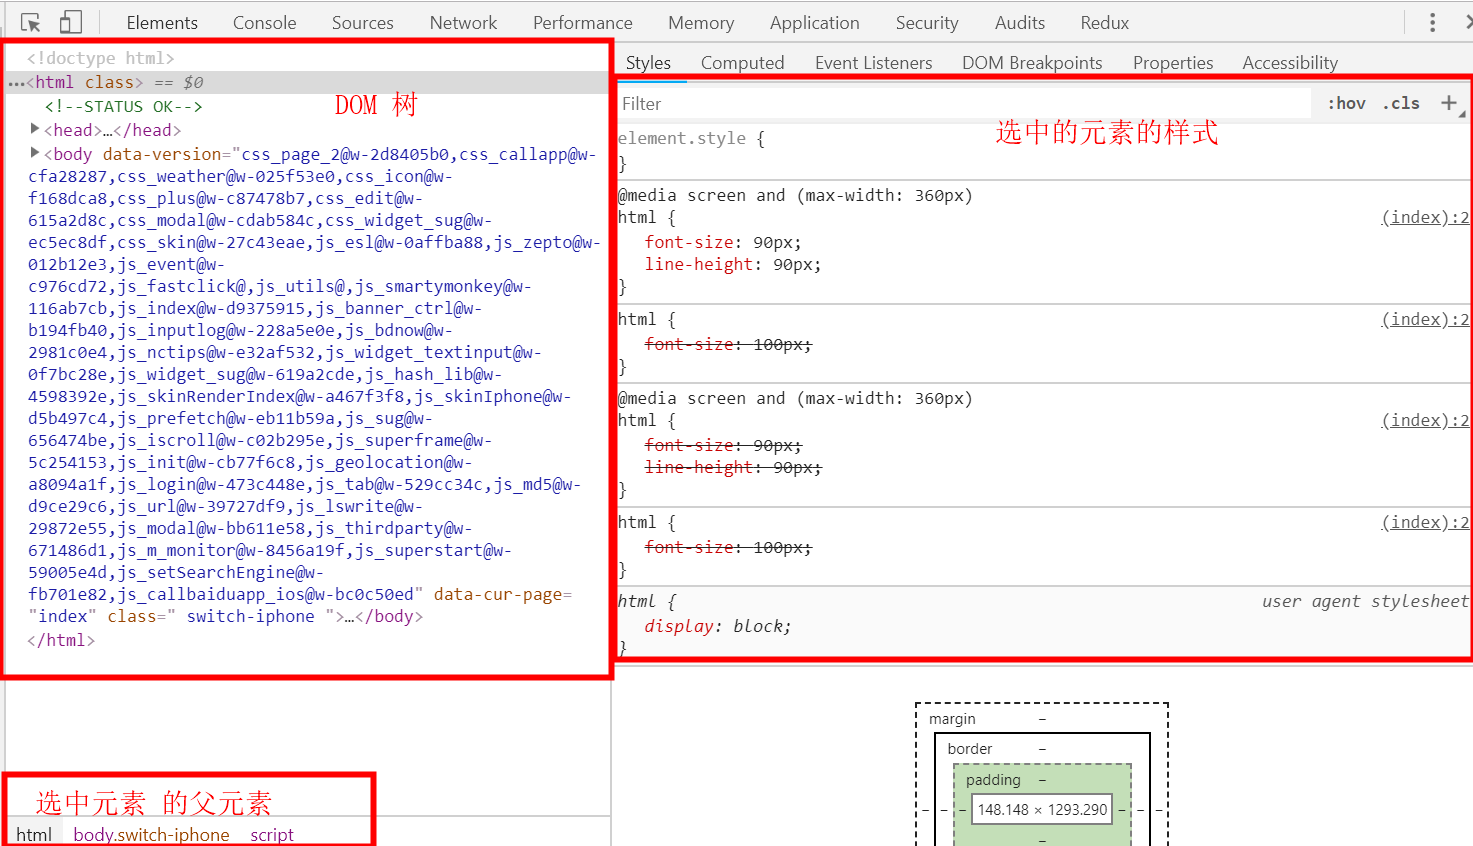 Elements Console Sources Network Performance Memory Application Security Audits Redux
<!doctype html>
…<html class> == $0
<!--STATUS OK-->
<head>…</head>
<body data-version="css_page_2@w-2d8405b0,css_callapp@w-
cfa28287,css_weather@w-025f53e0,css_icon@w-
f168dca8,css_plus@w-c87478b7,css_edit@w-
615a2d8c,css_modal@w-cdab584c,css_widget_sug@w-
ec5ec8df,css_skin@w-27c43eae,js_esl@w-0affba88,js_zepto@w-
012b12e3,js_event@w-
c976cd72,js_fastclick@,js_utils@,js_smartymonkey@w-
116ab7cb,js_index@w-d9375915,js_banner_ctrl@w-
b194fb40,js_inputlog@w-228a5e0e,js_bdnow@w-
2981c0e4,js_nctips@w-e32af532,js_widget_textinput@w-
0f7bc28e,js_widget_sug@w-619a2cde,js_hash_lib@w-
4598392e,js_skinRenderIndex@w-a467f3f8,js_skinIphone@w-
d5b497c4,js_prefetch@w-eb11b59a,js_sug@w-
656474be,js_iscroll@w-c02b295e,js_superframe@w-
5c254153,js_init@w-cb77f6c8,js_geolocation@w-
a8094a1f,js_login@w-473c448e,js_tab@w-529cc34c,js_md5@w-
d9ce29c6,js_url@w-39727df9,js_lswrite@w-
29872e55,js_modal@w-bb611e58,js_thirdparty@w-
671486d1,js_m_monitor@w-8456a19f,js_superstart@w-
59005e4d,js_setSearchEngine@w-
fb701e82,js_callbaiduapp_ios@w-bc0c50ed" data-cur-page=
"index" class=" switch-iphone ">…</body>
</html>
DOM 树
选中元素 的父元素
html body.switch-iphone script
Styles Computed Event Listeners DOM Breakpoints Properties Accessibility
Filter :hov .cls +
选中的元素的样式
element.style {
}
@media screen and (max-width: 360px)
html { (index):2
font-size: 90px;
line-height: 90px;
}
html { (index):2
font-size: 100px;
}
@media screen and (max-width: 360px)
html { (index):2
font-size: 90px;
line-height: 90px;
}
html { (index):2
font-size: 100px;
}
html { user agent stylesheet
display: block;
}
margin –
border –
padding –
– – – 148.148 × 1293.290 – – –
–